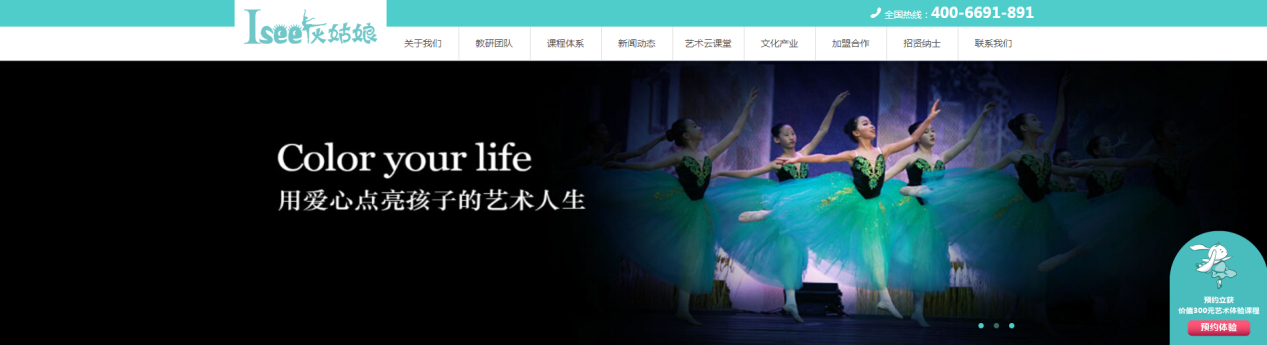 全国热线：400-6691-891
Isee灰姑娘
关于我们 教研团队 课程体系 新闻动态 艺术云课堂 文化产业 加盟合作 招贤纳士 联系我们
Color your life
用爱心点亮孩子的艺术人生
预约立获
价值300元艺术体验课程
预约体验